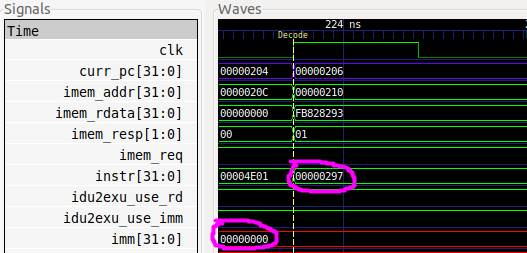 Signals
Waves
Time
224 ns
Decode
clk
curr_pc[31:0]
00000204
00000206
imem_addr[31:0]
0000020C
00000210
imem_rdata[31:0]
00000000
FB828293
imem_resp[1:0]
00
01
imem_req
instr[31:0]
00004E01
00000297
idu2exu_use_rd
idu2exu_use_imm
imm[31:0]
00000000